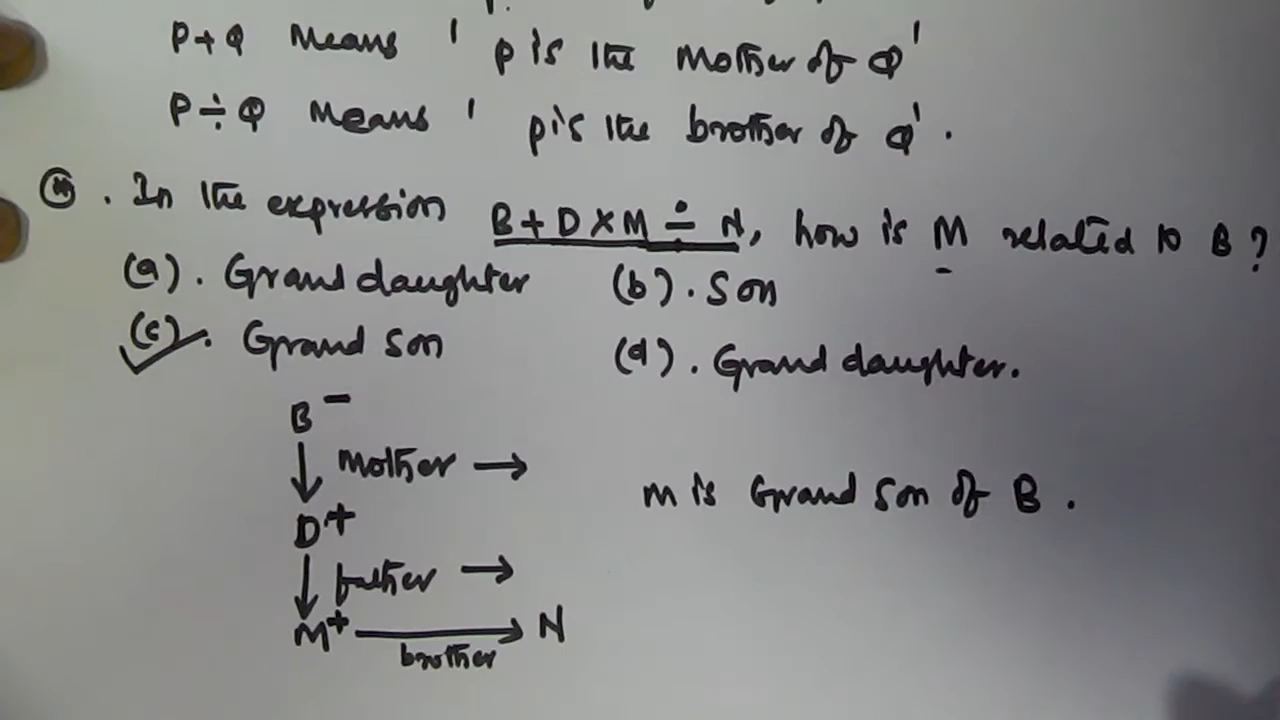 P+Q Means ' p is the Mother of Q'
P÷Q Means ' p is the brother of Q'.
. In the expression B+D×M÷N, how is M related to B?
(a). Grand daughter (b). Son
(c). Grand son (d). Grand daughter.
B −
Mother →
D+ m is Grand Son of B.
father →
M+ → N
brother